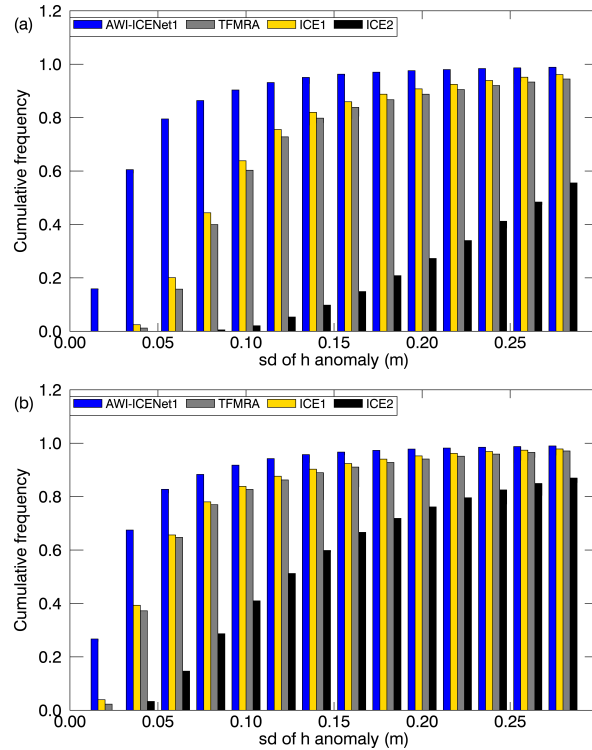 (a)
AWI-ICENet1 TFMRA ICE1 ICE2
1.2
1.0
0.8
0.6
0.4
0.2
0.0
Cumulative frequency
0.00 0.05 0.10 0.15 0.20 0.25
sd of h anomaly (m)
(b)
AWI-ICENet1 TFMRA ICE1 ICE2
1.2
1.0
0.8
0.6
0.4
0.2
0.0
Cumulative frequency
0.00 0.05 0.10 0.15 0.20 0.25
sd of h anomaly (m)